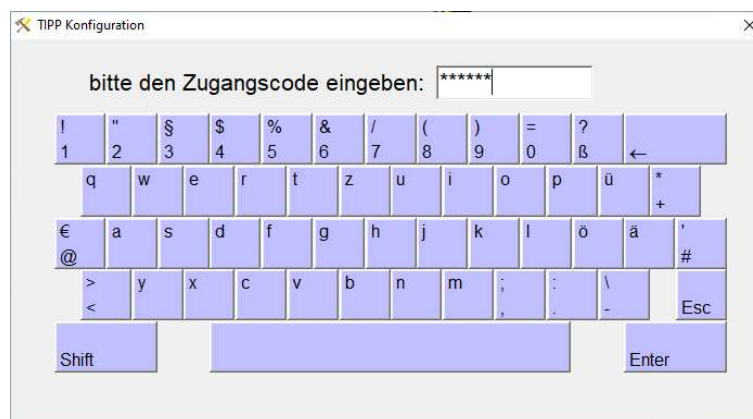 TIPP Konfiguration
bitte den Zugangscode eingeben: ******
! " § $ % & / ( ) = ?
1 2 3 4 5 6 7 8 9 0 ß ←
q w e r t z u i o p ü *
+
€ a s d f g h j k l ö ä '
@ #
> y x c v b n m ; : \
< , . - Esc
Shift Enter